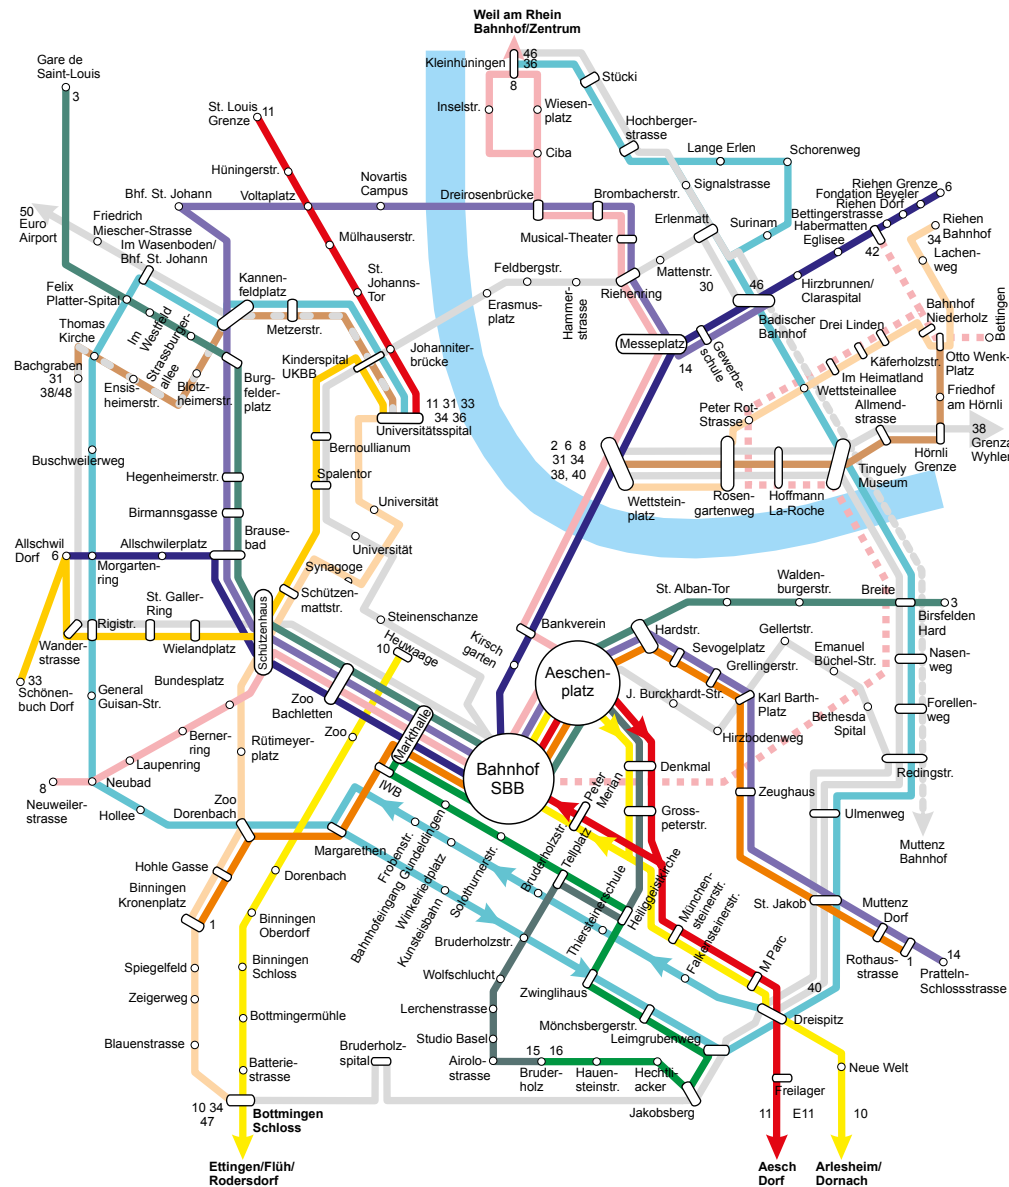 Weil am Rhein
Bahnhof/Zentrum
46
36
Kleinhüningen
8
Stücki
Gare de
Saint-Louis
3
St. Louis
Grenze
11
Inselstr.
Wiesen-
platz
Ciba
Hochberger-
strasse
Lange Erlen
Schorenweg
Signalstrasse
Hüningerstr.
Bhf. St. Johann
Voltaplatz
Novartis
Campus
Dreirosenbrücke
Brombacherstr.
Riehen Grenze
6
Fondation Beyeler
Riehen Dorf
Bettingerstrasse
Habermatten
Eglisee
42
Riehen
Bahnhof
34
Lachen-
weg
50
Euro
Airport
Friedrich
Miescher-Strasse
Im Wasenboden/
Bhf. St. Johann
Mülhauserstr.
Musical-Theater
Erlenmatt
Surinam
Felix
Platter-Spital
Kannen-
feldplatz
St.
Johanns-
Tor
Feldbergstr.
Erasmus-
platz
Hammer-
strasse
Riehenring
Mattenstr.
30
46
Hirzbrunnen/
Claraspital
Badischer
Bahnhof
Bahnhof
Niederholz
Bettingen
Thomas
Kirche
Im
Westfeld
Strassburger-
allee
Metzerstr.
Johanniter-
brücke
Messeplatz
14
Gewerbe-
schule
Drei Linden
Käferholzstr.
Otto Wenk-
Platz
Im Heimatland
Wettsteinallee
Bachgraben
31
38/48
Ensis-
heimerstr.
Blotz-
heimerstr.
Burg-
felder-
platz
Kinderspital
UKBB
11 31 33
34 36
Universitätsspital
Peter Rot-
Strasse
Allmend-
strasse
Friedhof
am Hörnli
38
Grenzach
Wyhlen
Hörnli
Grenze
Buschweilerweg
Bernoullianum
2 6 8
31 34
38, 40
Wettstein-
platz
Rosen-
gartenweg
Hoffmann
La-Roche
Tinguely
Museum
Hegenheimerstr.
Spalentor
Universität
Birmannsgasse
Universität
Allschwil
Dorf
6
Allschwilerplatz
Morgarten-
ring
Brause-
bad
Synagoge
Schützen-
mattstr.
Steinenschanze
St. Alban-Tor
Walden-
burgerstr.
Breite
3
Birsfelden
Hard
St. Galler-
Ring
Rigistr.
Wielandplatz
Wander-
strasse
Schützenhaus
Heuwaage
10
Kirsch
garten
Bankverein
Hardstr.
Sevogelplatz
Grellingerstr.
Gellertstr.
Emanuel
Büchel-Str.
Nasen-
weg
33
Schönen-
buch Dorf
General
Guisan-Str.
Bundesplatz
Zoo
Bachletten
Aeschen-
platz
J. Burckhardt-Str.
Karl Barth-
Platz
Hirzbodenweg
Bethesda
Spital
Forellen-
weg
Berner-
ring
Laupenring
Rütimeyer-
platz
Zoo
Markthalle
Bahnhof
SBB
Denkmal
Redingstr.
8
Neuweiler-
strasse
Neubad
Hollee
Zoo
Dorenbach
IWB
Peter
Merian
Gross-
peterstr.
Zeughaus
Ulmenweg
Muttenz
Bahnhof
Margarethen
Frobenstr.
Bahnhofeingang Gundeldingen
Winkelriedplatz
Kunsteisbahn
Solothurnerstr.
Bruderholzstr.
Tellplatz
Thiersteinerschule
Heiliggeistkirche
Hohle Gasse
Binningen
Kronenplatz
1
Dorenbach
Binningen
Oberdorf
Bruderholzstr.
München-
steinerstr.
Falkensteinerstr.
M Parc
St. Jakob
Muttenz
Dorf
Rothaus-
strasse
1
14
Pratteln-
Schlossstrasse
Spiegelfeld
Binningen
Schloss
Wolfschlucht
Zwinglihaus
40
Zeigerweg
Bottmingermühle
Lerchenstrasse
Mönchsbergerstr.
Leimgrubenweg
Dreispitz
Blauenstrasse
Batterie-
strasse
Bruderholz-
spital
Studio Basel
Airolo-
strasse
15
16
Bruder-
holz
Hauen-
steinstr.
Hechtli-
acker
Jakobsberg
Neue Welt
Freilager
10 34
47
Bottmingen
Schloss
11
E11
10
Ettingen/Flüh/
Rodersdorf
Aesch
Dorf
Arlesheim/
Dornach